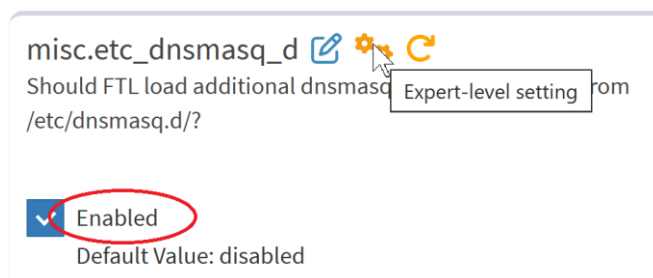 misc.etc_dnsmasq_d
Should FTL load additional dnsmasq
Expert-level setting
rom
/etc/dnsmasq.d/?
Enabled
Default Value: disabled